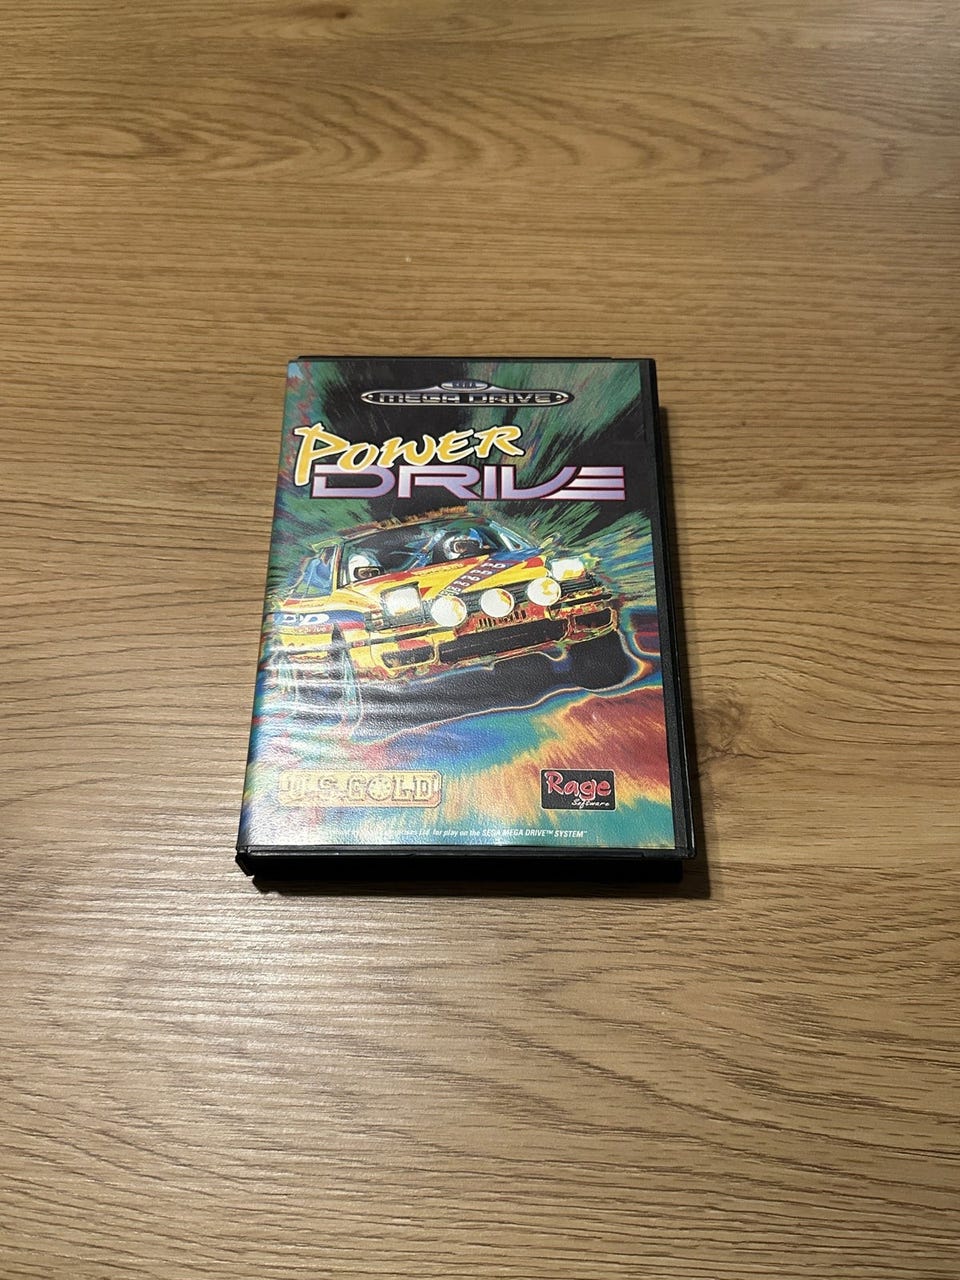 MEGA DRIVE
POWER
DRIVE
U.S. GOLD
Rage
Software
for play on the SEGA MEGA DRIVE™ SYSTEM